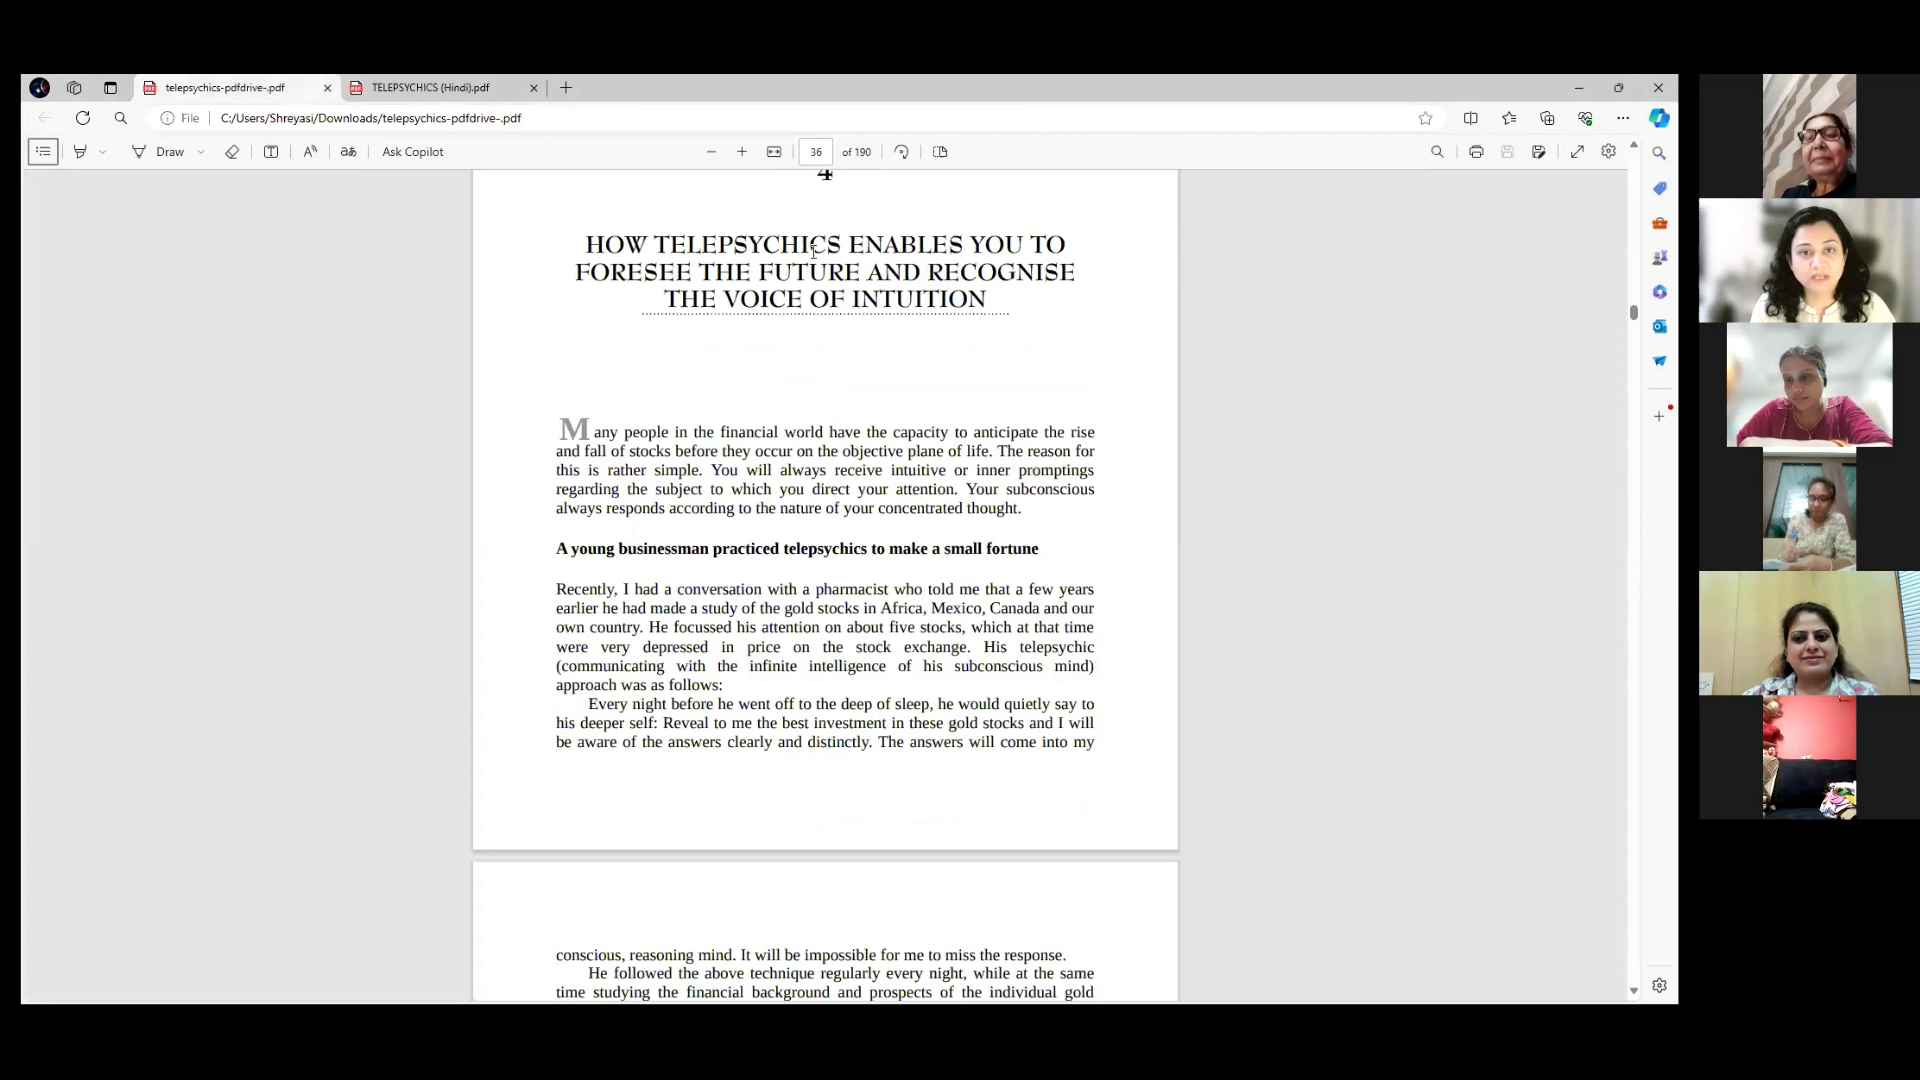 telepsychics-pdfdrive-.pdf
TELEPSYCHICS (Hindi).pdf
File
C:/Users/Shreyasi/Downloads/telepsychics-pdfdrive-.pdf
Draw
Ask Copilot
36 of 190
4
HOW TELEPSYCHICS ENABLES YOU TO
FORESEE THE FUTURE AND RECOGNISE
THE VOICE OF INTUITION
Many people in the financial world have the capacity to anticipate the rise
and fall of stocks before they occur on the objective plane of life. The reason for
this is rather simple. You will always receive intuitive or inner promptings
regarding the subject to which you direct your attention. Your subconscious
always responds according to the nature of your concentrated thought.
A young businessman practiced telepsychics to make a small fortune
Recently, I had a conversation with a pharmacist who told me that a few years
earlier he had made a study of the gold stocks in Africa, Mexico, Canada and our
own country. He focussed his attention on about five stocks, which at that time
were very depressed in price on the stock exchange. His telepsychic
(communicating with the infinite intelligence of his subconscious mind)
approach was as follows:
Every night before he went off to the deep of sleep, he would quietly say to
his deeper self: Reveal to me the best investment in these gold stocks and I will
be aware of the answers clearly and distinctly. The answers will come into my
conscious, reasoning mind. It will be impossible for me to miss the response.
He followed the above technique regularly every night, while at the same
time studying the financial background and prospects of the individual gold